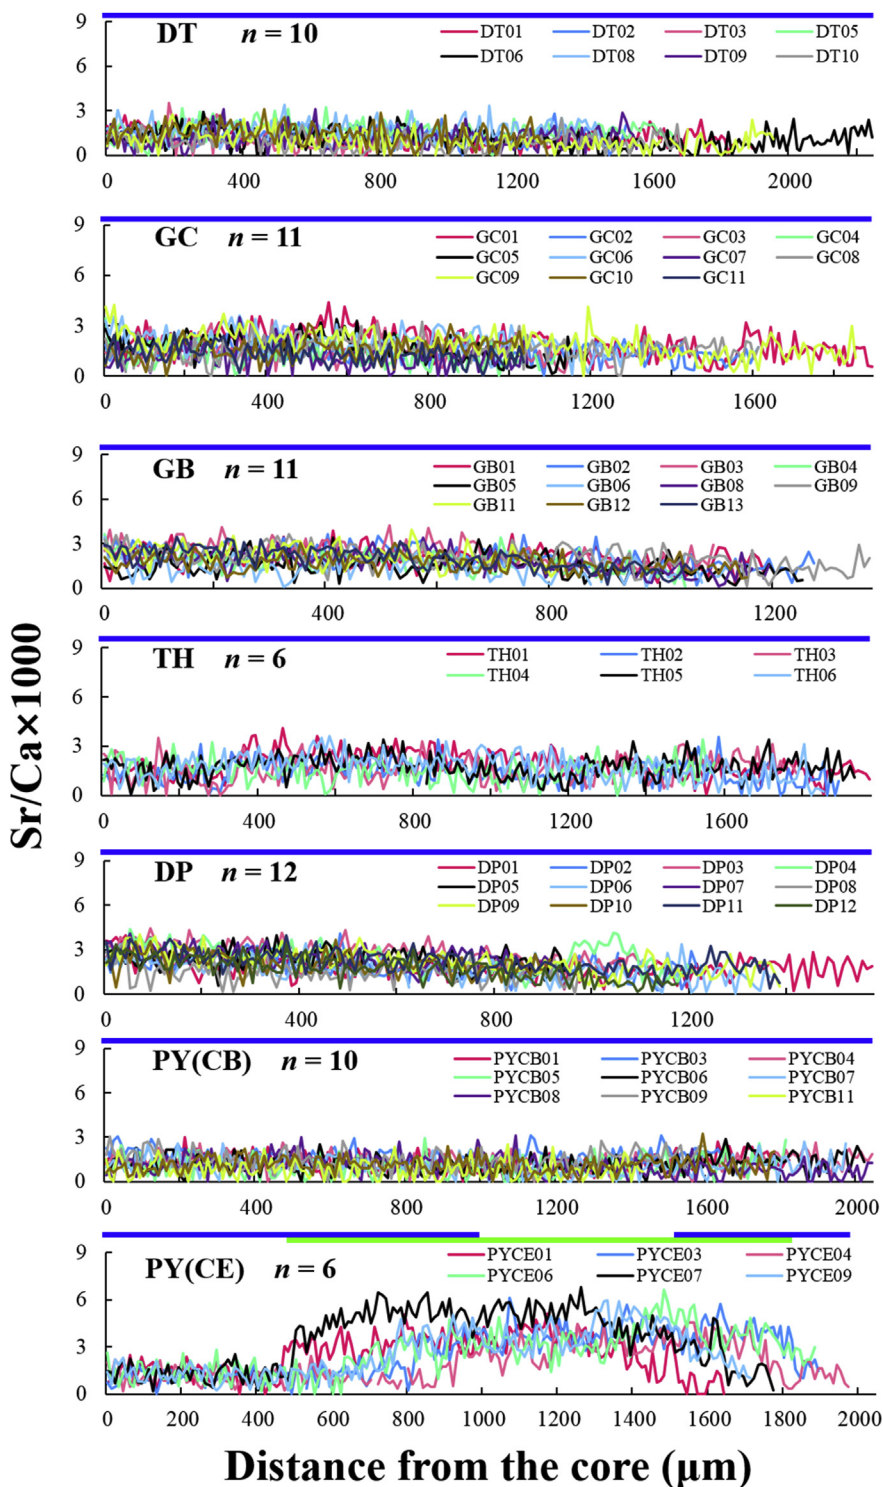 Sr/Ca×1000
9
DT n = 10
DT01 DT02 DT03 DT05
DT06 DT08 DT09 DT10
6
3
0
0 400 800 1200 1600 2000
9
GC n = 11
GC01 GC02 GC03 GC04
GC05 GC06 GC07 GC08
GC09 GC10 GC11
6
3
0
0 400 800 1200 1600
9
GB n = 11
GB01 GB02 GB03 GB04
GB05 GB06 GB08 GB09
GB11 GB12 GB13
6
3
0
0 400 800 1200
9
TH n = 6
TH01 TH02 TH03
TH04 TH05 TH06
6
3
0
0 400 800 1200 1600
9
DP n = 12
DP01 DP02 DP03 DP04
DP05 DP06 DP07 DP08
DP09 DP10 DP11 DP12
6
3
0
0 400 800 1200
9
PY(CB) n = 10
PYCB01 PYCB03 PYCB04
PYCB05 PYCB06 PYCB07
PYCB08 PYCB09 PYCB11
6
3
0
0 400 800 1200 1600 2000
9
PY(CE) n = 6
PYCE01 PYCE03 PYCE04
PYCE06 PYCE07 PYCE09
6
3
0
0 200 400 600 800 1000 1200 1400 1600 1800 2000
Distance from the core (μm)